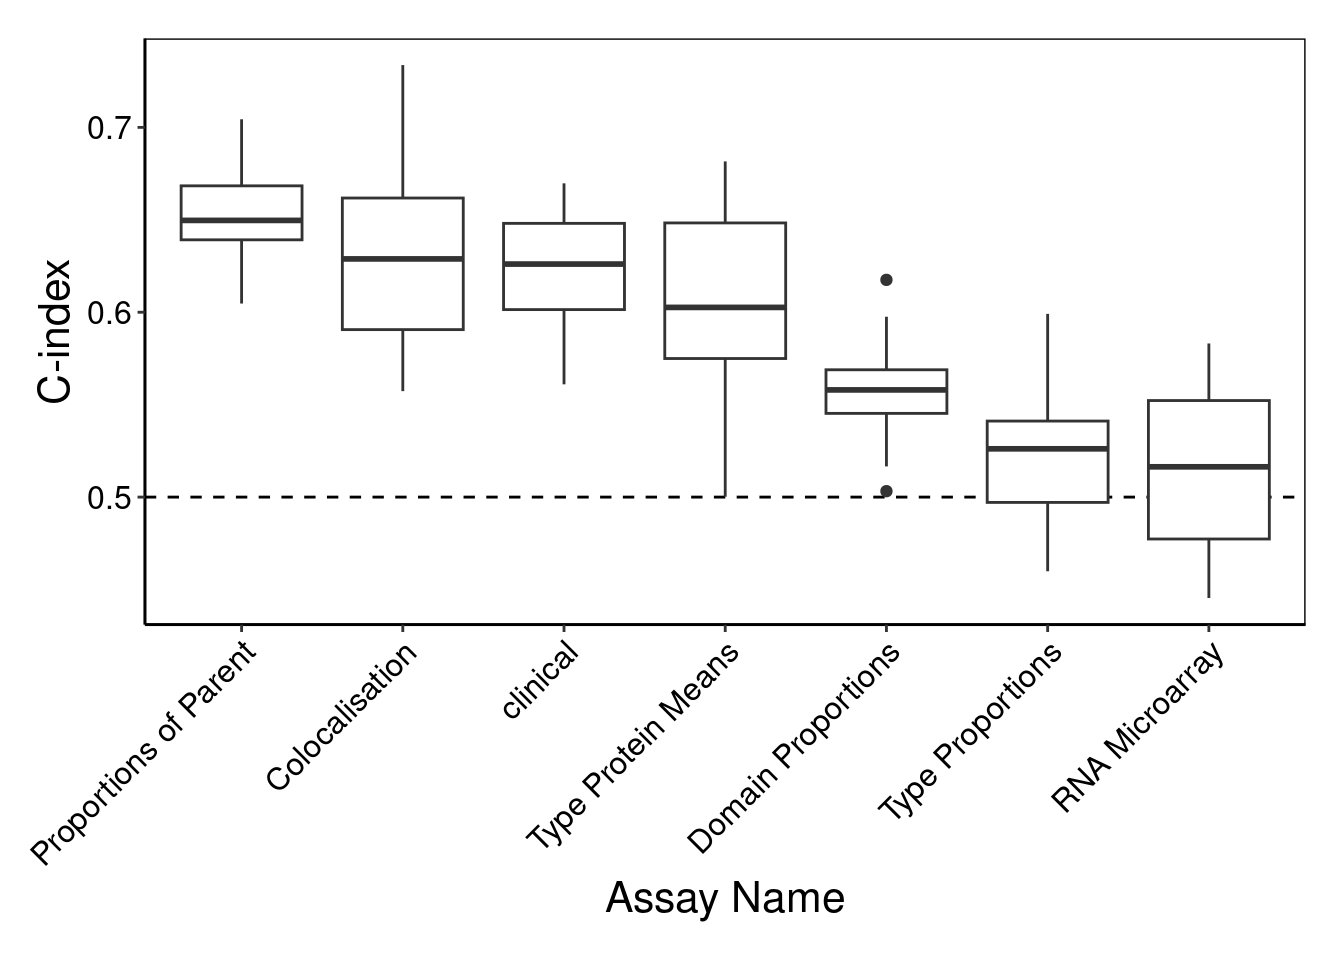 C-index
0.7
0.6
0.5
Proportions of Parent
Colocalisation
clinical
Type Protein Means
Domain Proportions
Type Proportions
RNA Microarray
Assay Name